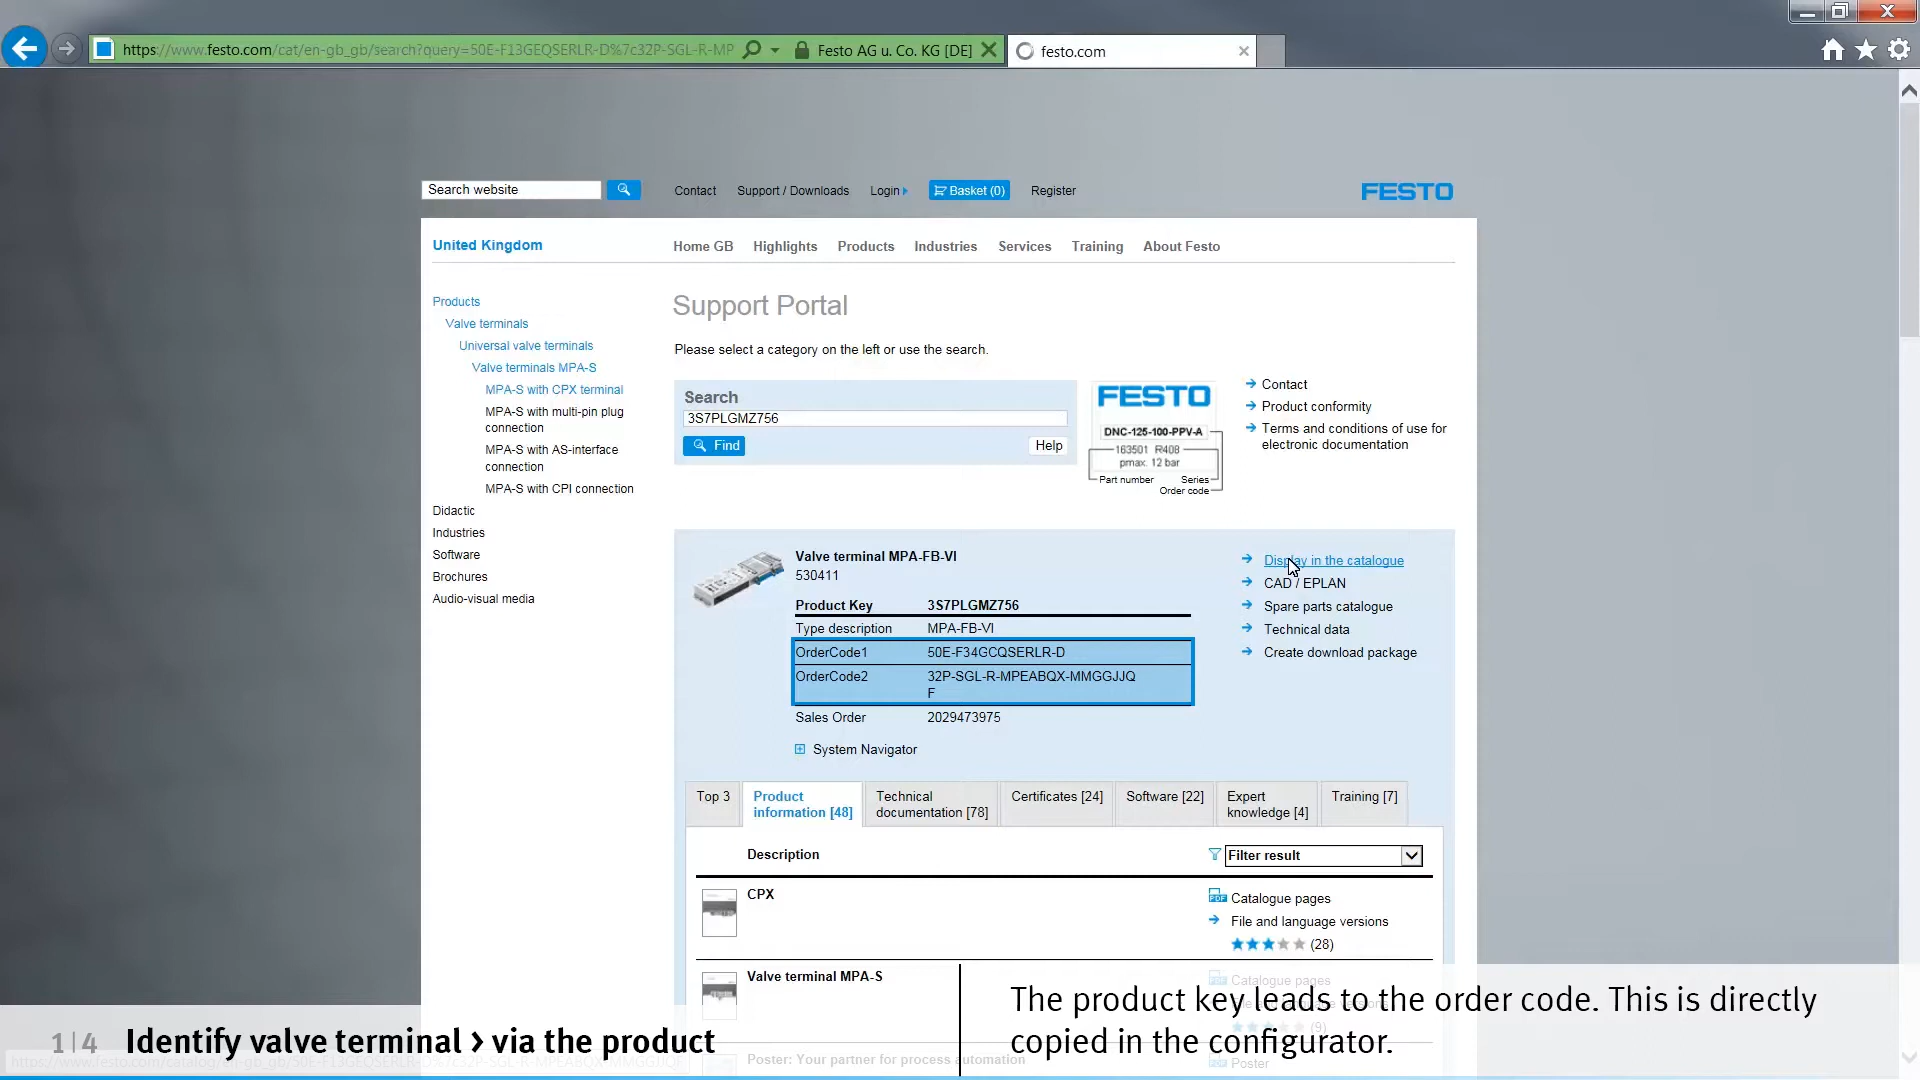 https://www.festo.com/cat/en-gb_gb/search?query=50E-F13GEQSERLR-D%7c32P-SGL-R-MP
Festo AG u. Co. KG [DE]
festo.com
Search website
Contact
Support / Downloads
Login
Basket (0)
Register
FESTO
United Kingdom
Home GB
Highlights
Products
Industries
Services
Training
About Festo
Products
Valve terminals
Universal valve terminals
Valve terminals MPA-S
MPA-S with CPX terminal
MPA-S with multi-pin plug
connection
MPA-S with AS-interface
connection
MPA-S with CPI connection
Didactic
Industries
Software
Brochures
Audio-visual media
Support Portal
Please select a category on the left or use the search.
Search
3S7PLGMZ756
Find
Help
FESTO
DNC-125-100-PPV-A
163501 R408
pmax. 12 bar
Part number
Series
Order code
Contact
Product conformity
Terms and conditions of use for
electronic documentation
Valve terminal MPA-FB-VI
530411
Product Key 3S7PLGMZ756
Type description MPA-FB-VI
OrderCode1 50E-F34GCQSERLR-D
OrderCode2 32P-SGL-R-MPEABQX-MMGGJJQ
F
Sales Order 2029473975
System Navigator
Display in the catalogue
CAD / EPLAN
Spare parts catalogue
Technical data
Create download package
Top 3
Product
information [48]
Technical
documentation [78]
Certificates [24]
Software [22]
Expert
knowledge [4]
Training [7]
Description
Filter result
CPX
PDF Catalogue pages
File and language versions
(28)
Valve terminal MPA-S
Catalogue pages
(9)
Poster: Your partner for process automation
Poster
1|4 Identify valve terminal > via the product
The product key leads to the order code. This is directly
copied in the configurator.